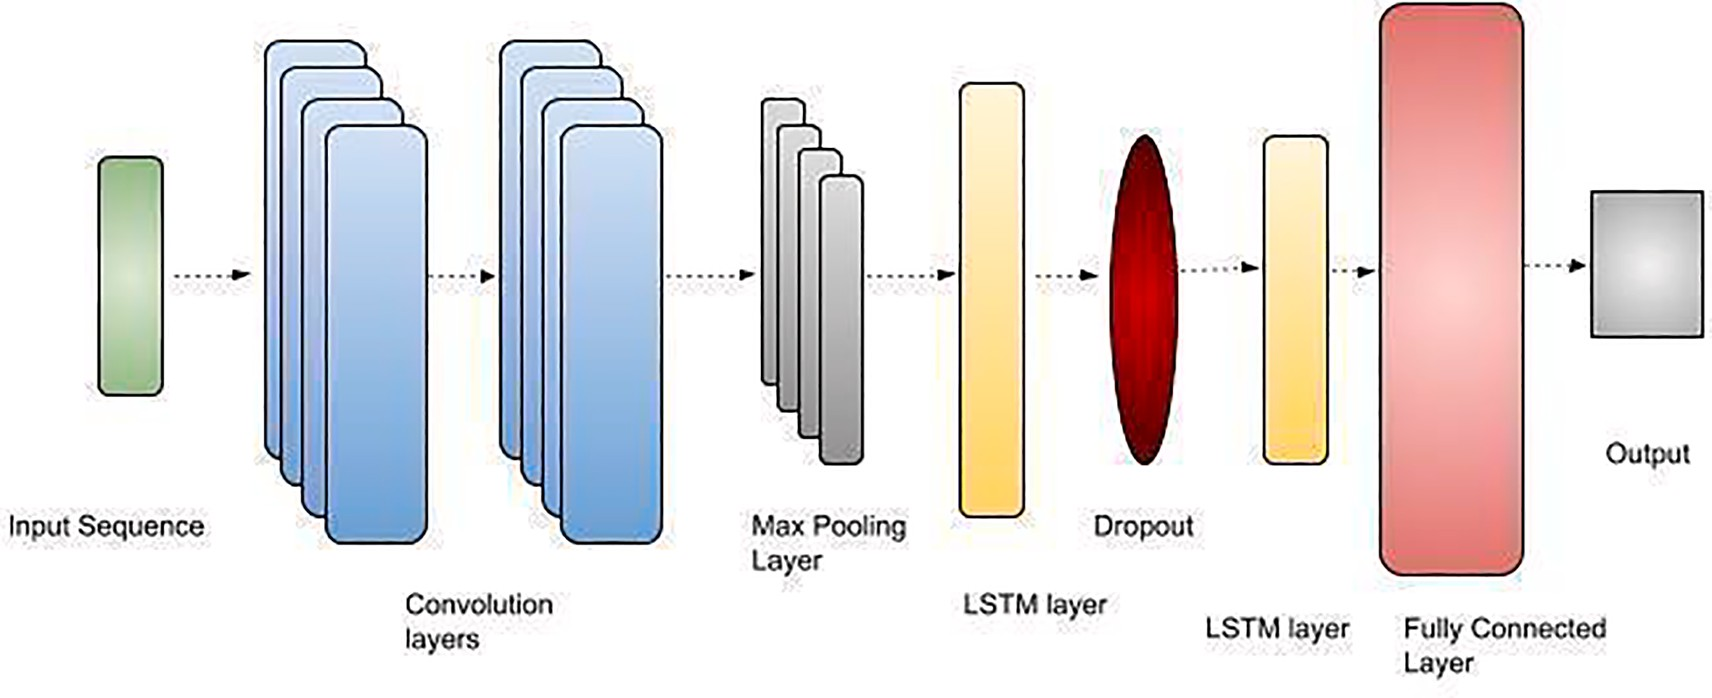 Input Sequence
Convolution
layers
Max Pooling
Layer
LSTM layer
Dropout
LSTM layer
Fully Connected
Layer
Output